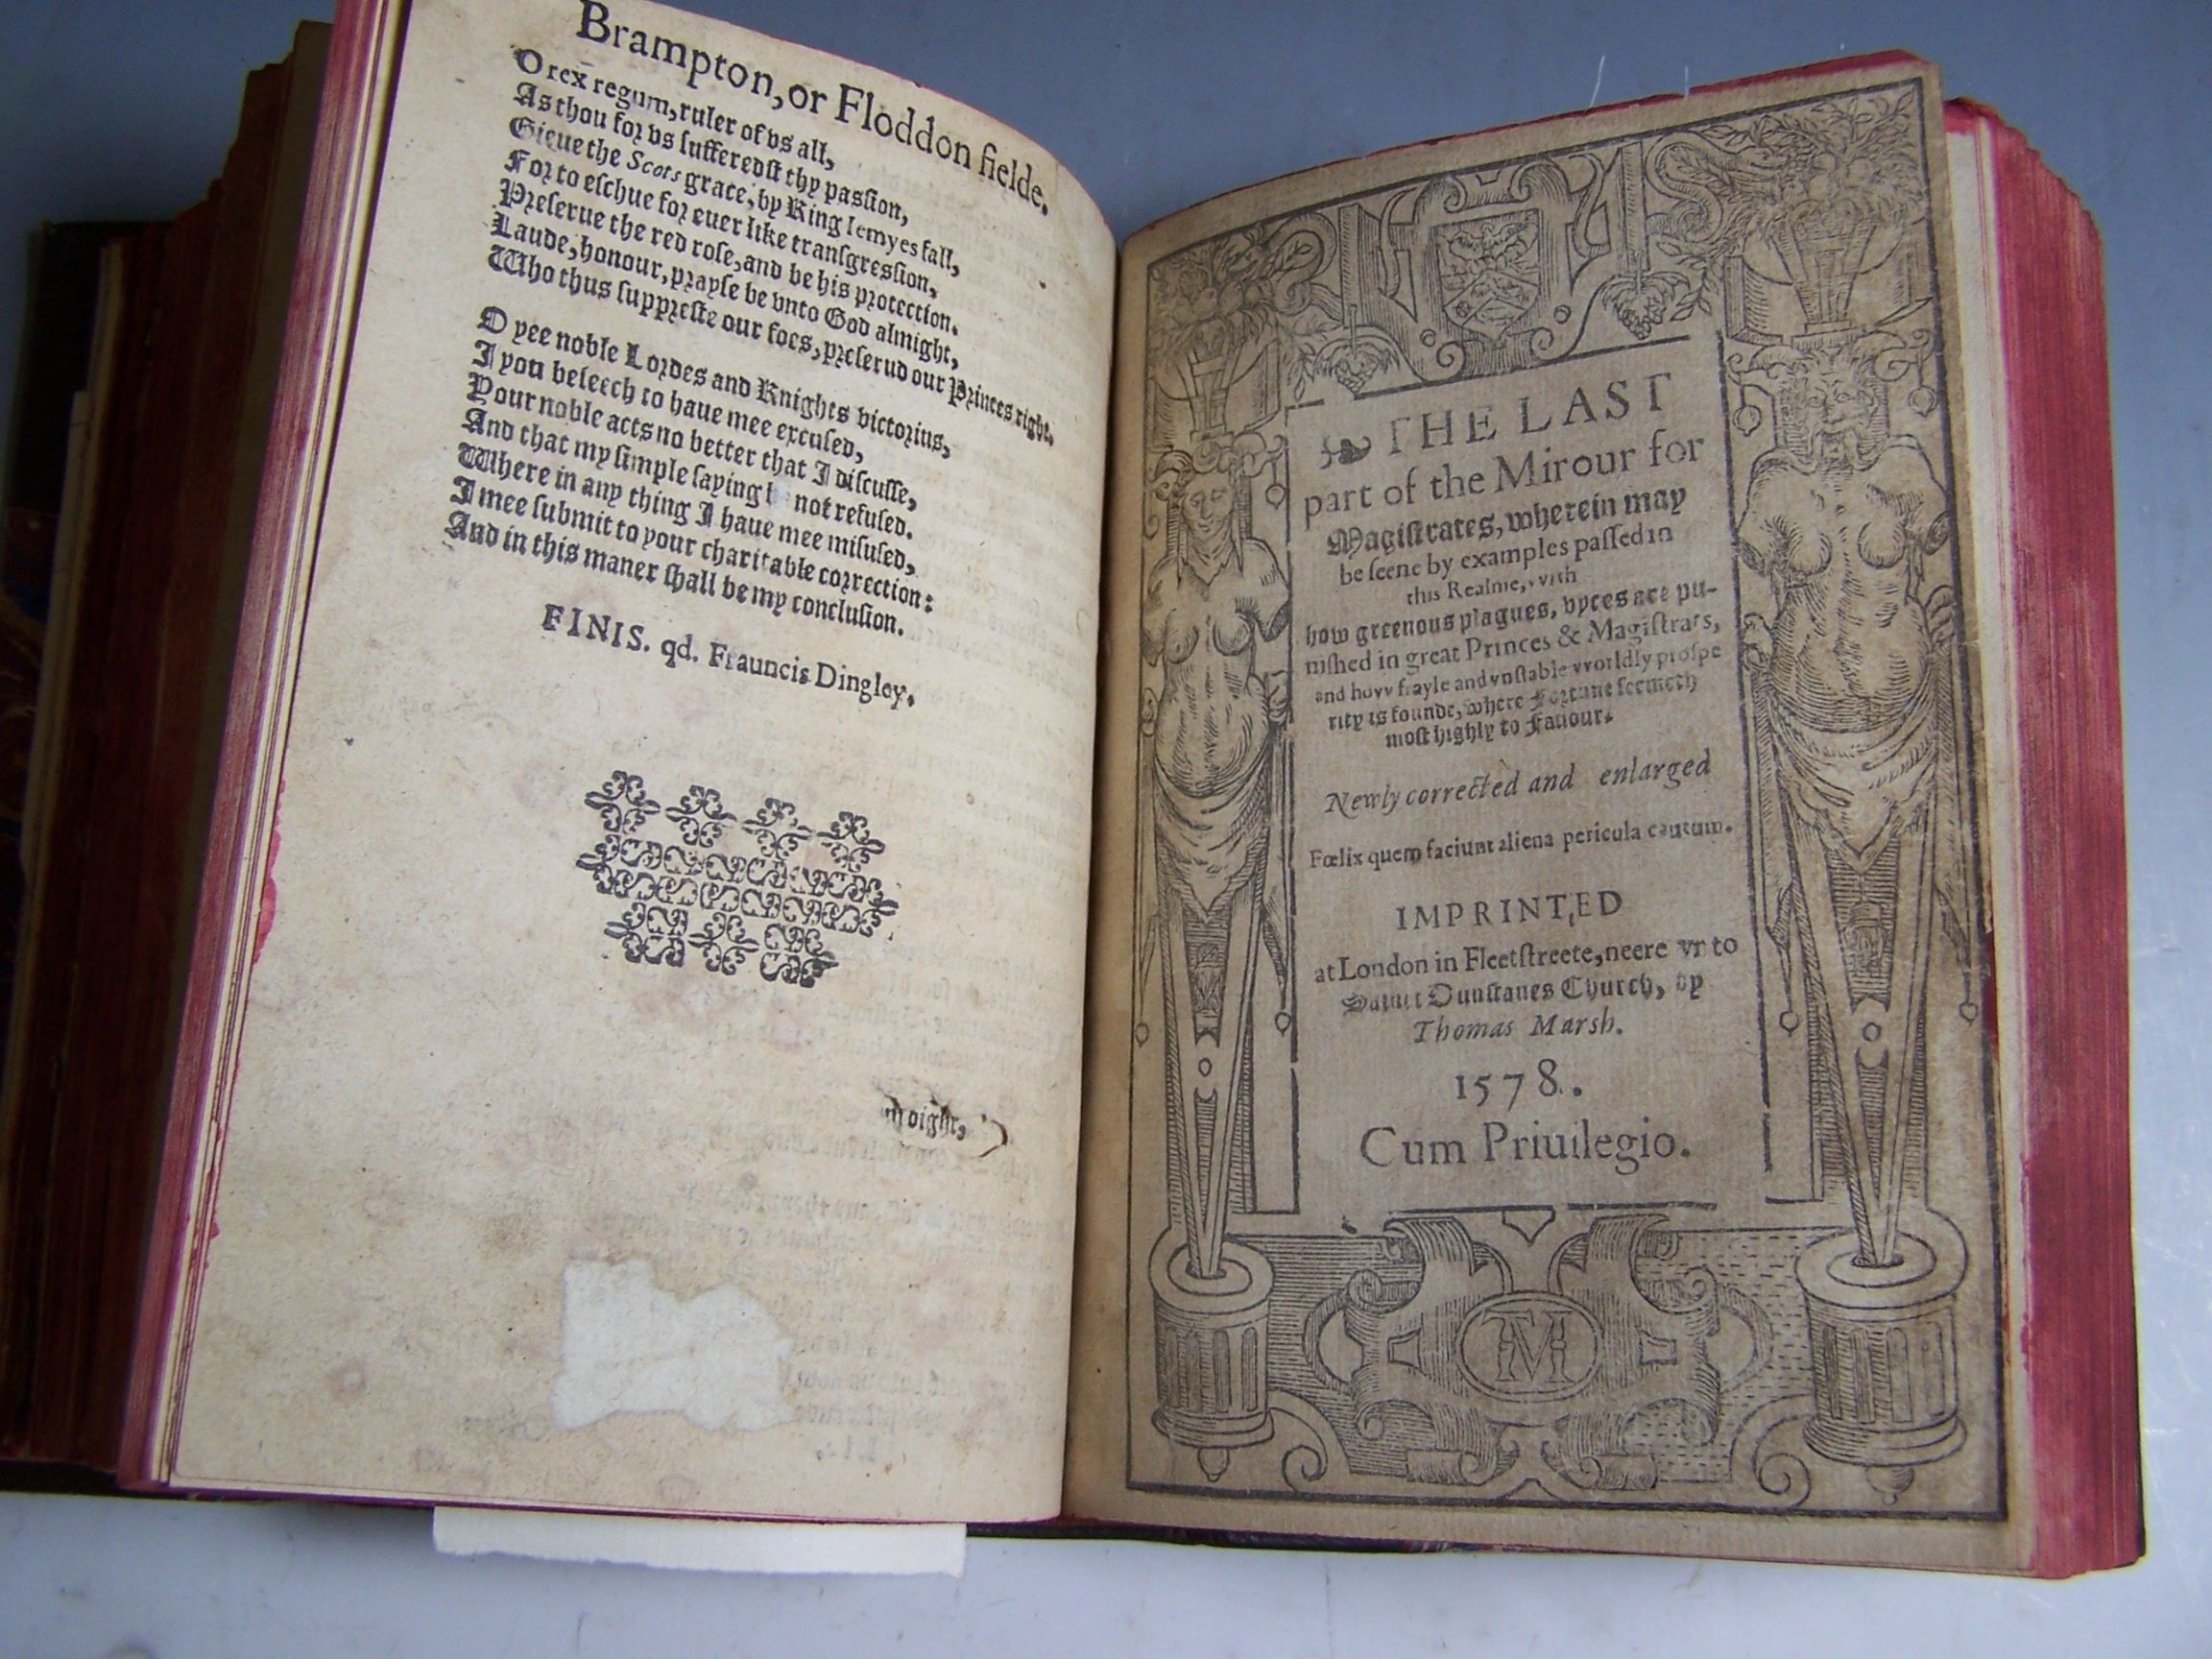 Brampton, or Floddon fielde.
O rex regum, ruler of vs all,
As thou for vs ſufferedſt thy paſſion,
Gieue the Scots grace, by King Iemyes fall,
For to eſchue for euer like tranſgreſſion,
Preſerue the red roſe, and be his protection.
Laude, honour, prayſe be vnto God almight,
Who thus ſuppreſte our foes, preſerud our Princes right.
O yee noble Lordes and Knights victorius,
I you beſeech to haue mee excuſed,
Your noble acts no better that I diſcuſſe,
And that my ſimple ſaying not refuſed.
Where in any thing I haue mee miſuſed,
I mee ſubmit to your charitable correction:
And in this maner ſhall be my concluſion.
FINIS. qd. Frauncis Dingley.
THE LAST
part of the Mirour for
Magiſtrates, wherein may
be ſeene by examples paſſed in
this Realme, vvith
how greenous plagues, vyces are pu-
niſhed in great Princes & Magiſtrats,
and hovv frayle and vnſtable vvorldly proſpe
rity is founde, where Fortune ſeemeth
moſt highly to Fauour.
Newly corrected and enlarged
Fœlix quem faciunt aliena pericula cautum.
IMPRINTED
at London in Fleetſtreete, neere vn to
Saint Dunſtanes Church, by
Thomas Marsh.
1578.
Cum Priuilegio.
TM